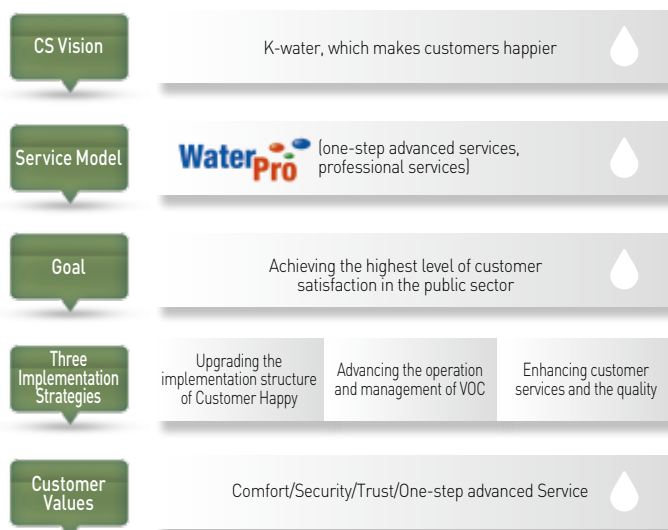 CS Vision
K-water, which makes customers happier
Service Model
WaterPro
(one-step advanced services,
professional services)
Goal
Achieving the highest level of customer
satisfaction in the public sector
Three
Implementation
Strategies
Upgrading the
implementation structure
of Customer Happy
Advancing the operation
and management of VOC
Enhancing customer
services and the quality
Customer
Values
Comfort/Security/Trust/One-step advanced Service